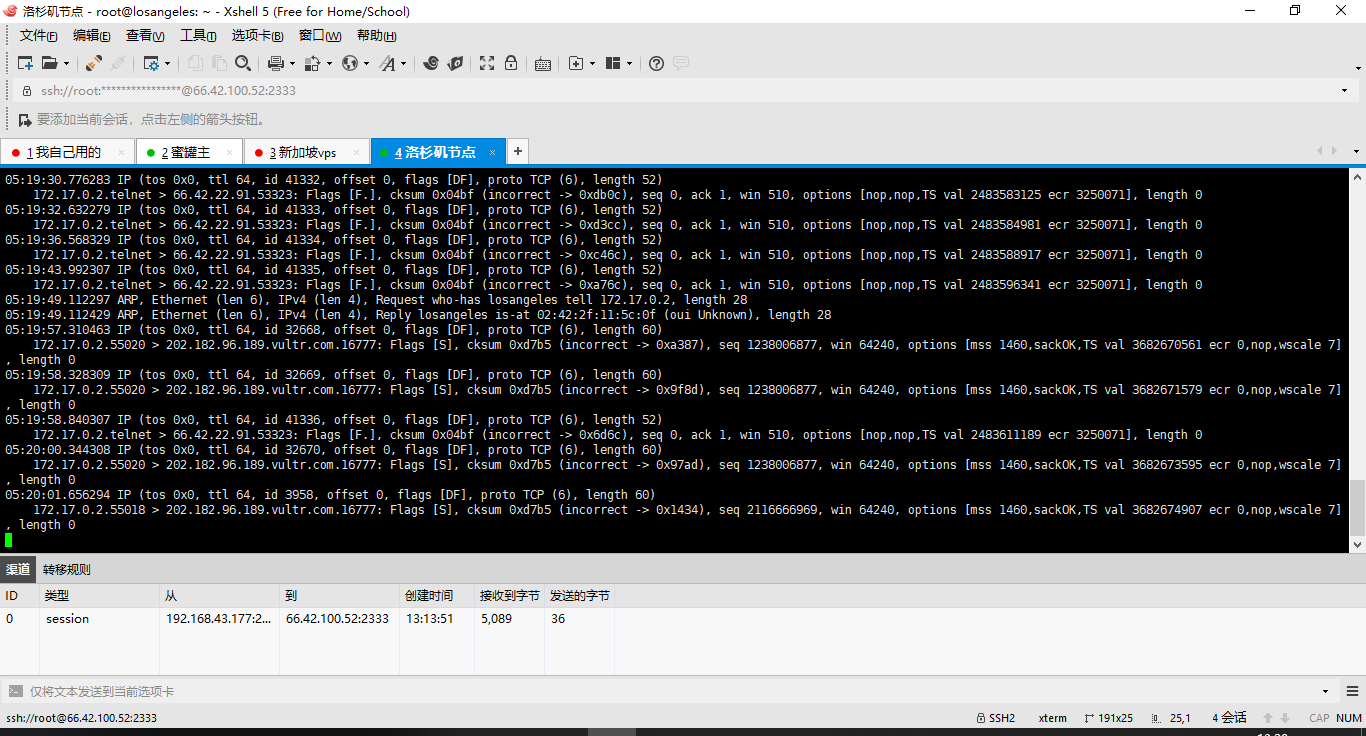 洛杉矶节点 - root@losangeles: ~ - Xshell 5 (Free for Home/School)
文件(F) 编辑(E) 查看(V) 工具(T) 选项卡(B) 窗口(W) 帮助(H)
ssh://root:****************@66.42.100.52:2333
要添加当前会话，点击左侧的箭头按钮。
1 我自己用的 × 2 蜜罐主 × 3 新加坡vps × 4 洛杉矶节点 × +
05:19:30.776283 IP (tos 0x0, ttl 64, id 41332, offset 0, flags [DF], proto TCP (6), length 52)
172.17.0.2.telnet > 66.42.22.91.53323: Flags [F.], cksum 0x04bf (incorrect -> 0xdb0c), seq 0, ack 1, win 510, options [nop,nop,TS val 2483583125 ecr 3250071], length 0
05:19:32.632279 IP (tos 0x0, ttl 64, id 41333, offset 0, flags [DF], proto TCP (6), length 52)
172.17.0.2.telnet > 66.42.22.91.53323: Flags [F.], cksum 0x04bf (incorrect -> 0xd3cc), seq 0, ack 1, win 510, options [nop,nop,TS val 2483584981 ecr 3250071], length 0
05:19:36.568329 IP (tos 0x0, ttl 64, id 41334, offset 0, flags [DF], proto TCP (6), length 52)
172.17.0.2.telnet > 66.42.22.91.53323: Flags [F.], cksum 0x04bf (incorrect -> 0xc46c), seq 0, ack 1, win 510, options [nop,nop,TS val 2483588917 ecr 3250071], length 0
05:19:43.992307 IP (tos 0x0, ttl 64, id 41335, offset 0, flags [DF], proto TCP (6), length 52)
172.17.0.2.telnet > 66.42.22.91.53323: Flags [F.], cksum 0x04bf (incorrect -> 0xa76c), seq 0, ack 1, win 510, options [nop,nop,TS val 2483596341 ecr 3250071], length 0
05:19:49.112297 ARP, Ethernet (len 6), IPv4 (len 4), Request who-has losangeles tell 172.17.0.2, length 28
05:19:49.112429 ARP, Ethernet (len 6), IPv4 (len 4), Reply losangeles is-at 02:42:2f:11:5c:0f (oui Unknown), length 28
05:19:57.310463 IP (tos 0x0, ttl 64, id 32668, offset 0, flags [DF], proto TCP (6), length 60)
172.17.0.2.55020 > 202.182.96.189.vultr.com.16777: Flags [S], cksum 0xd7b5 (incorrect -> 0xa387), seq 1238006877, win 64240, options [mss 1460,sackOK,TS val 3682670561 ecr 0,nop,wscale 7]
, length 0
05:19:58.328309 IP (tos 0x0, ttl 64, id 32669, offset 0, flags [DF], proto TCP (6), length 60)
172.17.0.2.55020 > 202.182.96.189.vultr.com.16777: Flags [S], cksum 0xd7b5 (incorrect -> 0x9f8d), seq 1238006877, win 64240, options [mss 1460,sackOK,TS val 3682671579 ecr 0,nop,wscale 7]
, length 0
05:19:58.840307 IP (tos 0x0, ttl 64, id 41336, offset 0, flags [DF], proto TCP (6), length 52)
172.17.0.2.telnet > 66.42.22.91.53323: Flags [F.], cksum 0x04bf (incorrect -> 0x6d6c), seq 0, ack 1, win 510, options [nop,nop,TS val 2483611189 ecr 3250071], length 0
05:20:00.344308 IP (tos 0x0, ttl 64, id 32670, offset 0, flags [DF], proto TCP (6), length 60)
172.17.0.2.55020 > 202.182.96.189.vultr.com.16777: Flags [S], cksum 0xd7b5 (incorrect -> 0x97ad), seq 1238006877, win 64240, options [mss 1460,sackOK,TS val 3682673595 ecr 0,nop,wscale 7]
, length 0
05:20:01.656294 IP (tos 0x0, ttl 64, id 3958, offset 0, flags [DF], proto TCP (6), length 60)
172.17.0.2.55018 > 202.182.96.189.vultr.com.16777: Flags [S], cksum 0xd7b5 (incorrect -> 0x1434), seq 2116666969, win 64240, options [mss 1460,sackOK,TS val 3682674907 ecr 0,nop,wscale 7]
, length 0
渠道 转移规则
ID 类型 从 到 创建时间 接收到字节 发送的字节
0 session 192.168.43.177:2... 66.42.100.52:2333 13:13:51 5,089 36
仅将文本发送到当前选项卡
ssh://root@66.42.100.52:2333 SSH2 xterm 191x25 25,1 4 会话 CAP NUM